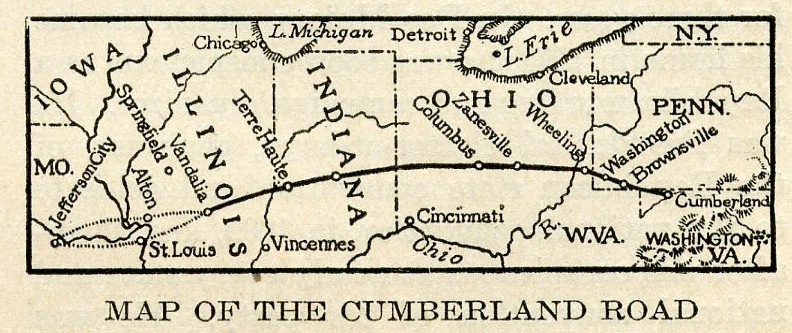 N.Y.
L. Michigan
Detroit
Chicago
L. Erie
IOWA
ILLINOIS
INDIANA
OHIO
Cleveland
PENN.
Springfield
Terre Haute
Columbus
Zanesville
Wheeling
Washington
Brownsville
MO.
Jefferson City
Alton
Vandalia
Cumberland
Cincinnati
St. Louis
Vincennes
Ohio R.
W.VA.
WASHINGTON
VA.
MAP OF THE CUMBERLAND ROAD